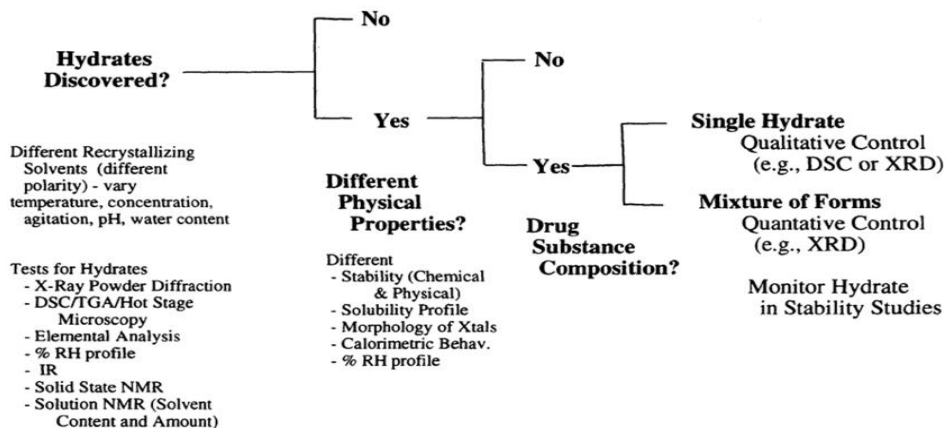 No
Hydrates
Discovered?
No
Yes
Different Recrystallizing
Solvents (different
polarity) - vary
temperature, concentration,
agitation, pH, water content
Tests for Hydrates
- X-Ray Powder Diffraction
- DSC/TGA/Hot Stage
Microscopy
- Elemental Analysis
- % RH profile
- IR
- Solid State NMR
- Solution NMR (Solvent
Content and Amount)
Different
Physical
Properties?
Different
- Stability (Chemical
& Physical)
- Solubility Profile
- Morphology of Xtals
- Calorimetric Behav.
- % RH profile
Yes
Drug
Substance
Composition?
Single Hydrate
Qualitative Control
(e.g., DSC or XRD)
Mixture of Forms
Quantative Control
(e.g., XRD)
Monitor Hydrate
in Stability Studies